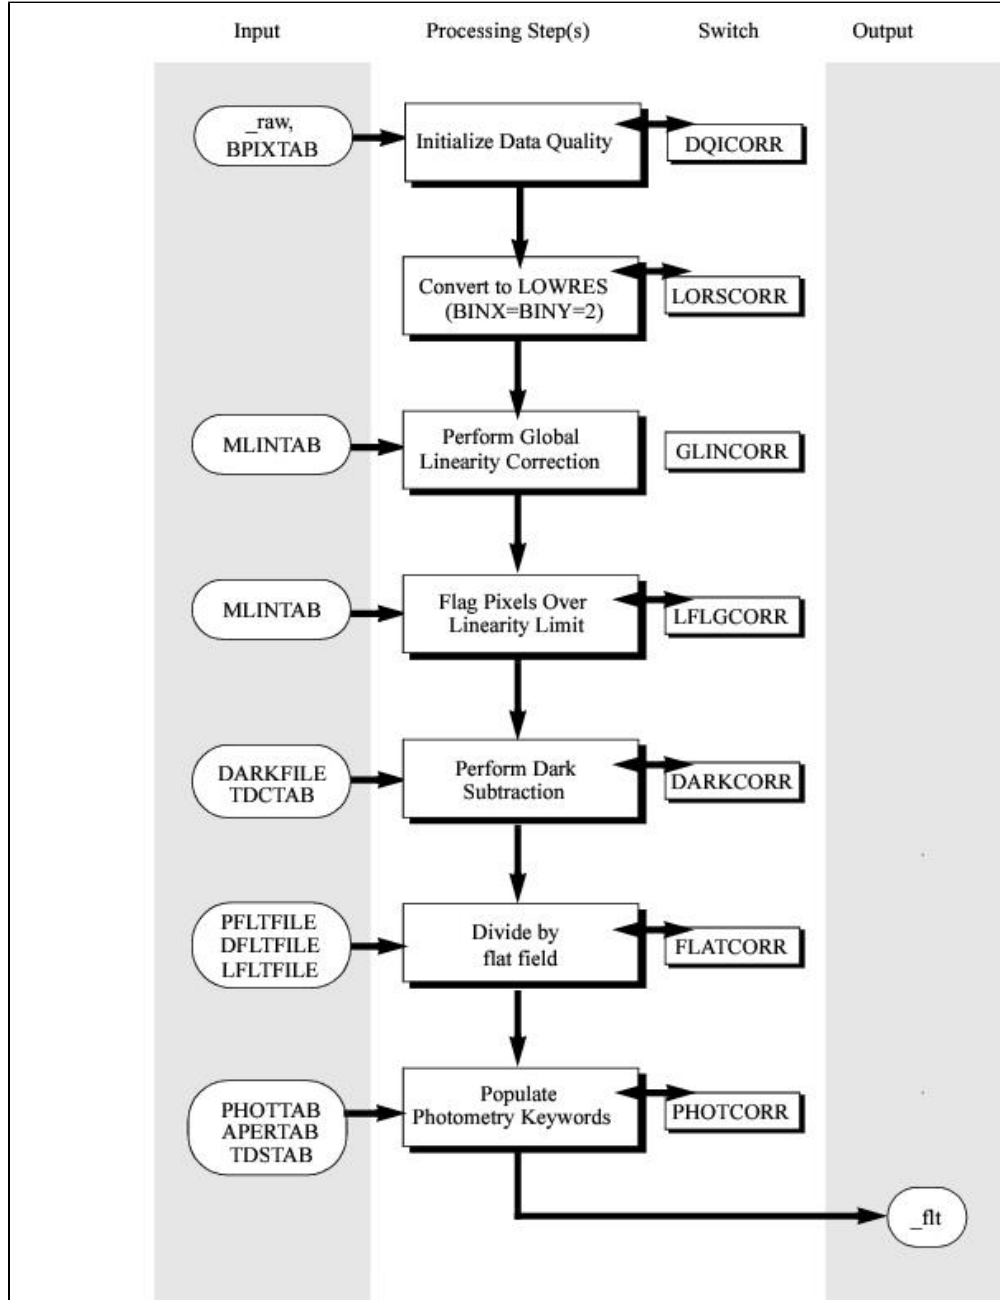 Input Processing Step(s) Switch Output
_raw,
BPIXTAB
Initialize Data Quality
DQICORR
Convert to LOWRES
(BINX=BINY=2)
LORSCORR
MLINTAB
Perform Global
Linearity Correction
GLINCORR
MLINTAB
Flag Pixels Over
Linearity Limit
LFLGCORR
DARKFILE
TDCTAB
Perform Dark
Subtraction
DARKCORR
PFLTFILE
DFLTFILE
LFLTFILE
Divide by
flat field
FLATCORR
PHOTTAB
APERTAB
TDSTAB
Populate
Photometry Keywords
PHOTCORR
_flt